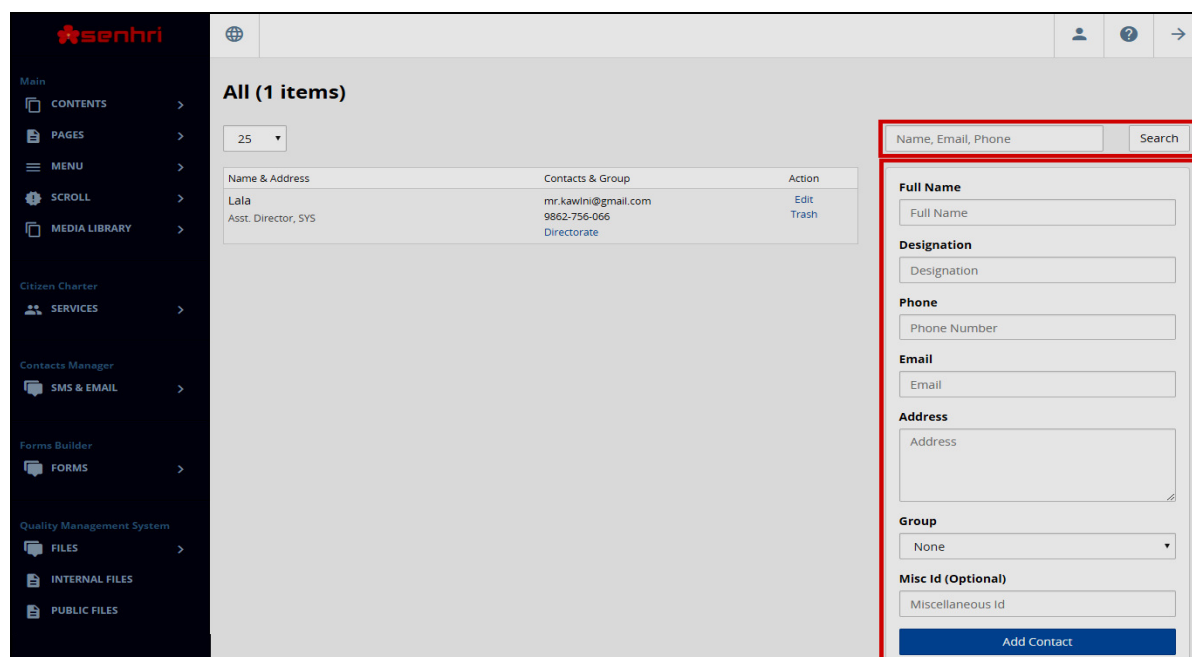 senhri
Main
CONTENTS
PAGES
MENU
SCROLL
MEDIA LIBRARY
Citizen Charter
SERVICES
Contacts Manager
SMS & EMAIL
Forms Builder
FORMS
Quality Management System
FILES
INTERNAL FILES
PUBLIC FILES
All (1 items)
25
Name, Email, Phone
Search
Name & Address
Contacts & Group
Action
Lala
Asst. Director, SYS
mr.kawlni@gmail.com
9862-756-066
Directorate
Edit
Trash
Full Name
Full Name
Designation
Designation
Phone
Phone Number
Email
Email
Address
Address
Group
None
Misc Id (Optional)
Miscellaneous Id
Add Contact